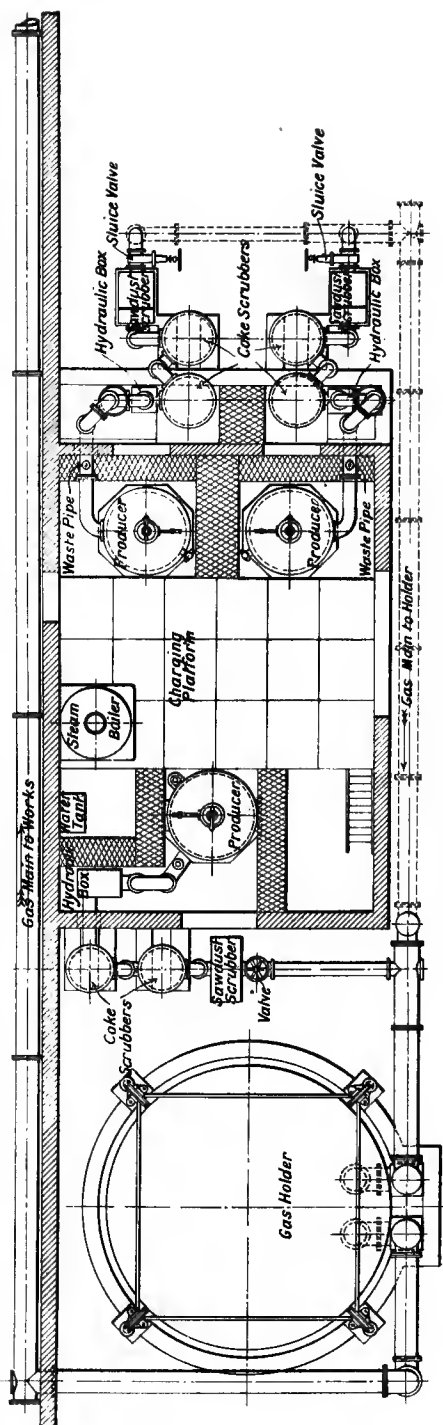 Gas Main to Works
Sluice Valve
Hydraulic Box
Sawdust
Scrubber
Coke Scrubbers
Sluice Valve
Sawdust
Scrubber
Hydraulic Box
Waste Pipe
Producer
Producer
Waste Pipe
Charging
Platform
Steam
Boiler
Gas Main to Holder
Water
Tank
Hydraulic
Box
Producer
Coke
Scrubbers
Sawdust
Scrubber
Valve
Gas Holder